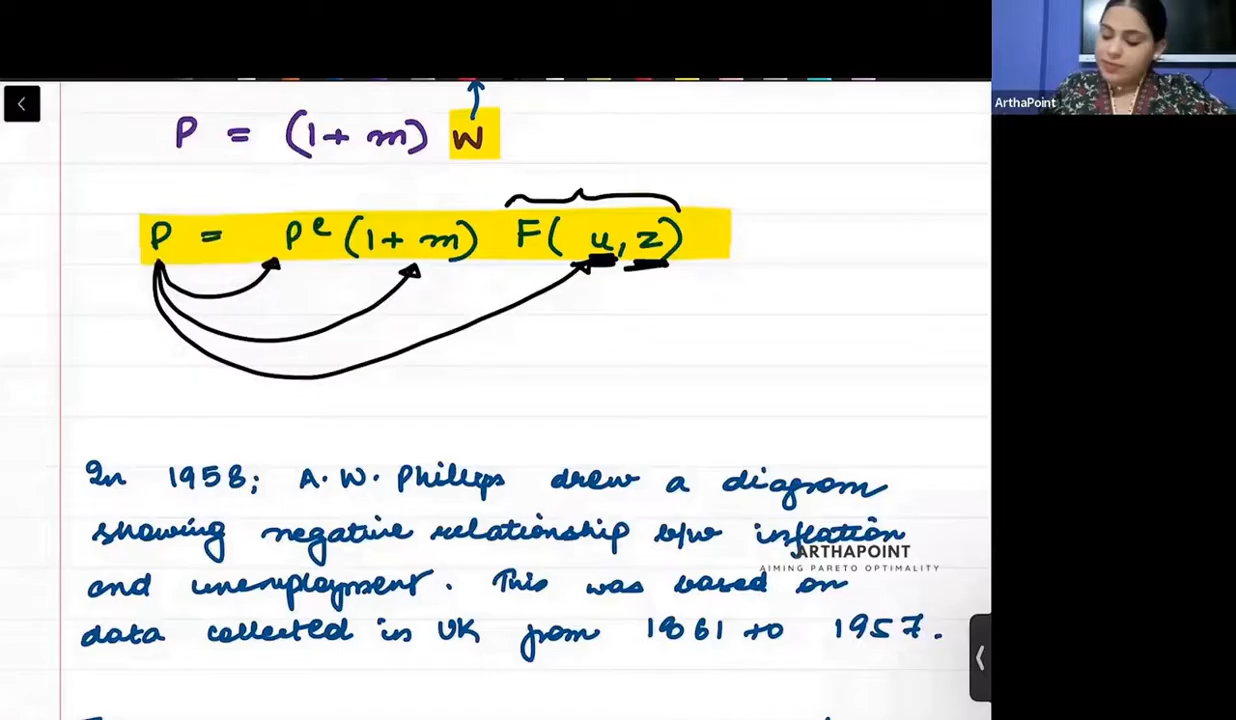 ArthaPoint
P = (1 + m) W
P = Pᵉ (1 + m) F( u, z)
In 1958; A.W. Phillips drew a diagram
showing negative relationship b/w inflation
ARTHAPOINT
AIMING PARETO OPTIMALITY
and unemployment. This was based on
data collected in UK from 1861 to 1957.